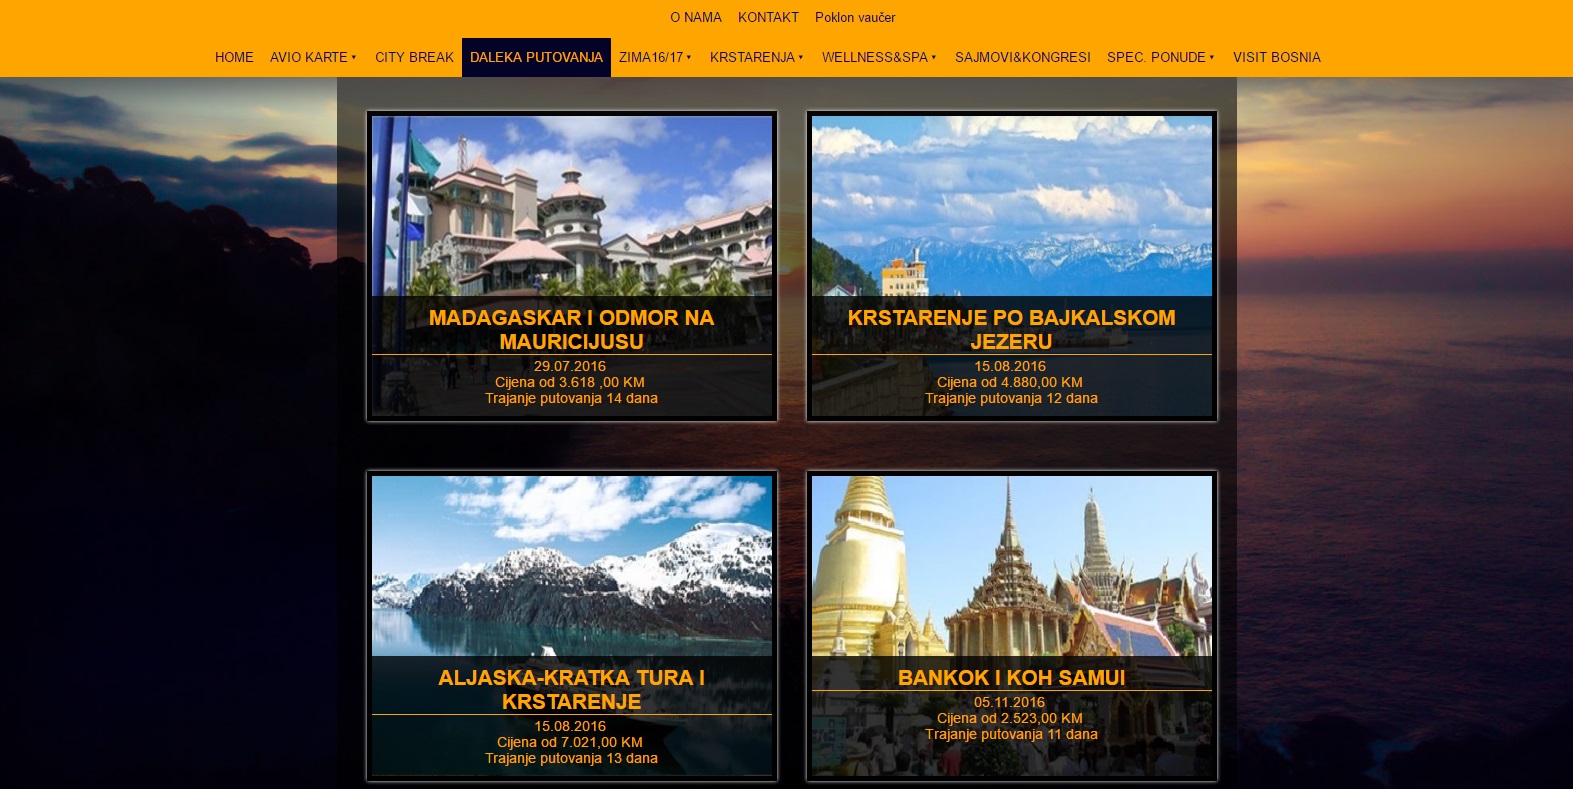 O NAMA KONTAKT Poklon vaučer
HOME AVIO KARTE CITY BREAK DALEKA PUTOVANJA ZIMA16/17 KRSTARENJA WELLNESS&SPA SAJMOVI&KONGRESI SPEC. PONUDE VISIT BOSNIA
MADAGASKAR I ODMOR NA
MAURICIJUSU
29.07.2016
Cijena od 3.618 ,00 KM
Trajanje putovanja 14 dana
KRSTARENJE PO BAJKALSKOM
JEZERU
15.08.2016
Cijena od 4.880,00 KM
Trajanje putovanja 12 dana
ALJASKA-KRATKA TURA I
KRSTARENJE
15.08.2016
Cijena od 7.021,00 KM
Trajanje putovanja 13 dana
BANKOK I KOH SAMUI
05.11.2016
Cijena od 2.523,00 KM
Trajanje putovanja 11 dana